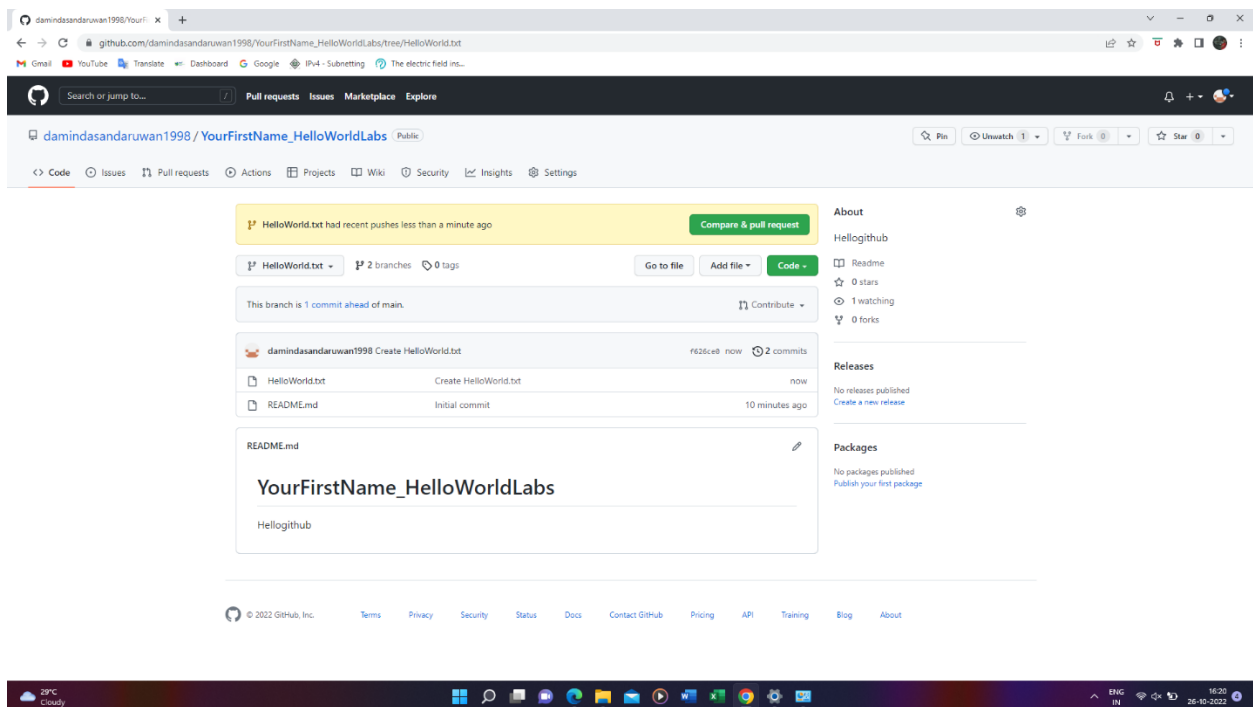 damindasandaruwan1998/YourFi
github.com/damindasandaruwan1998/YourFirstName_HelloWorldLabs/tree/HelloWorld.txt
Gmail YouTube Translate Dashboard Google IPv4 - Subnetting The electric field ins...
Search or jump to... / Pull requests Issues Marketplace Explore
damindasandaruwan1998 / YourFirstName_HelloWorldLabs Public
Pin Unwatch 1 Fork 0 Star 0
Code Issues Pull requests Actions Projects Wiki Security Insights Settings
HelloWorld.txt had recent pushes less than a minute ago Compare & pull request
HelloWorld.txt 2 branches 0 tags Go to file Add file Code
This branch is 1 commit ahead of main. Contribute
damindasandaruwan1998 Create HelloWorld.txt f626ce8 now 2 commits
HelloWorld.txt Create HelloWorld.txt now
README.md Initial commit 10 minutes ago
README.md
YourFirstName_HelloWorldLabs
Hellogithub
About
Hellogithub
Readme
0 stars
1 watching
0 forks
Releases
No releases published
Create a new release
Packages
No packages published
Publish your first package
© 2022 GitHub, Inc. Terms Privacy Security Status Docs Contact GitHub Pricing API Training Blog About
29°C
Cloudy
ENG
IN
16:20
26-10-2022
4